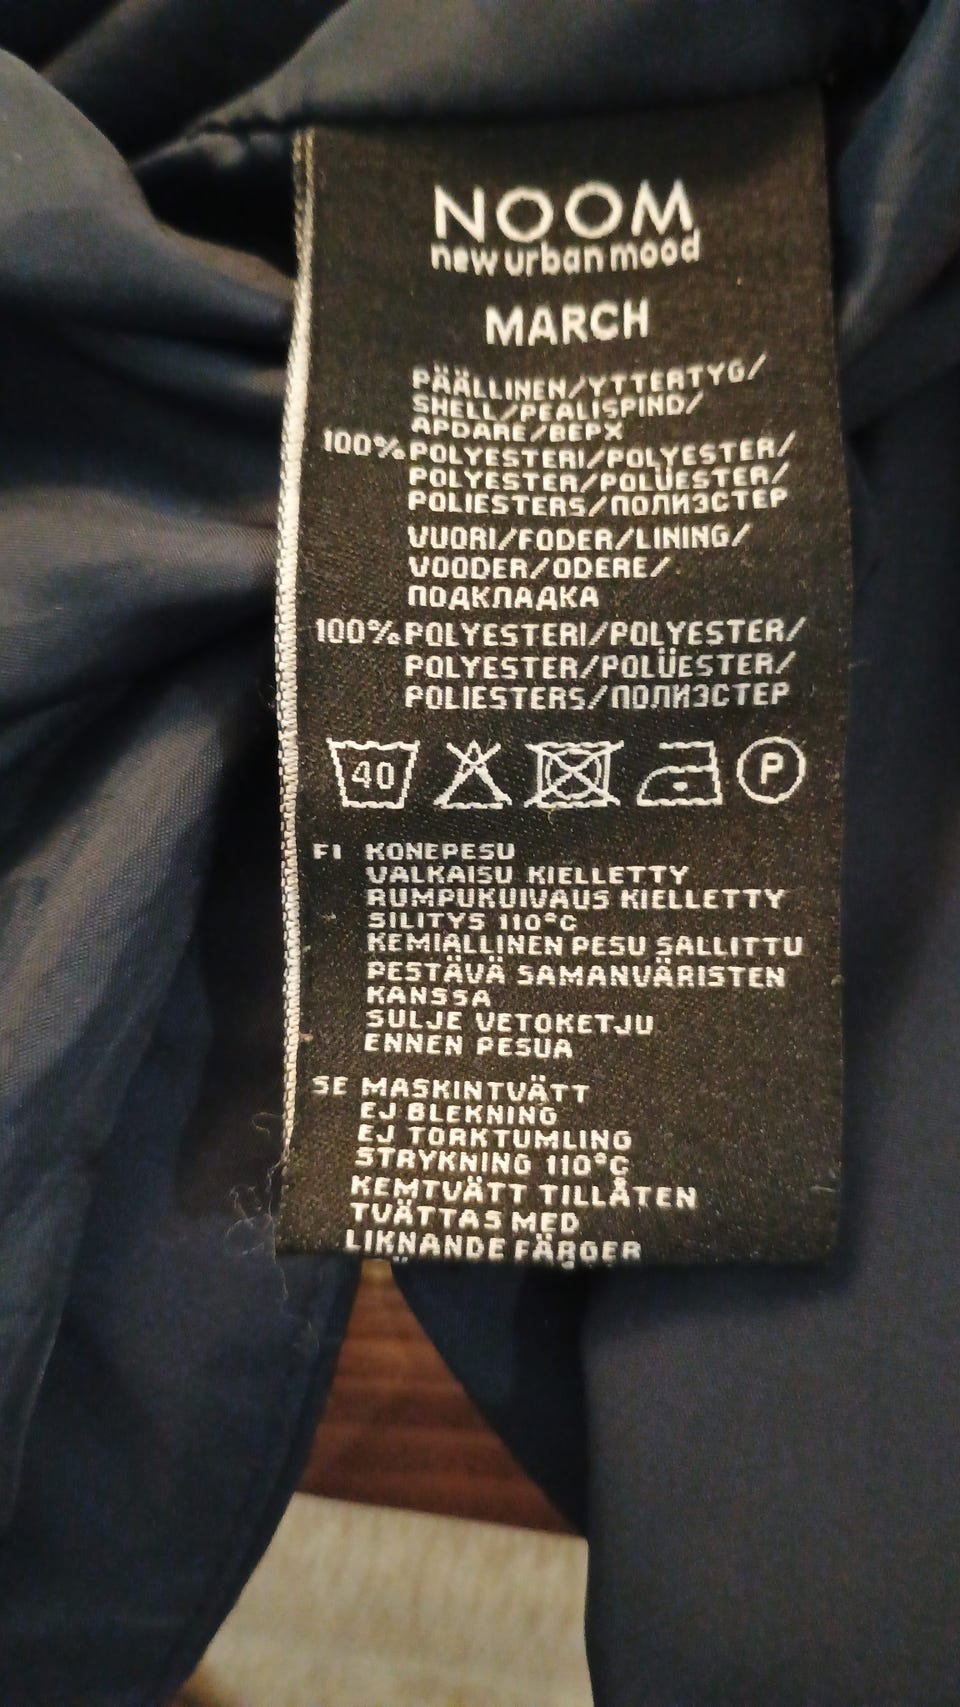 NOOM
new urban mood
MARCH
PÄÄLLINEN/YTTERTYG/
SHELL/PEALISPIND/
APDARE/ВЕРХ
100% POLYESTERI/POLYESTER/
POLYESTER/POLÜESTER/
POLIESTERS/ПОЛИЭСТЕР
VUORI/FODER/LINING/
VOODER/ODERE/
ПОДКЛАДКА
100% POLYESTERI/POLYESTER/
POLYESTER/POLÜESTER/
POLIESTERS/ПОЛИЭСТЕР
40 P
FI KONEPESU
VALKAISU KIELLETTY
RUMPUKUIVAUS KIELLETTY
SILITYS 110°C
KEMIALLINEN PESU SALLITTU
PESTÄVÄ SAMANVÄRISTEN
KANSSA
SULJE VETOKETJU
ENNEN PESUA
SE MASKINTVÄTT
EJ BLEKNING
EJ TORKTUMLING
STRYKNING 110°C
KEMTVÄTT TILLÅTEN
TVÄTTAS MED
LIKNANDE FÄRGER